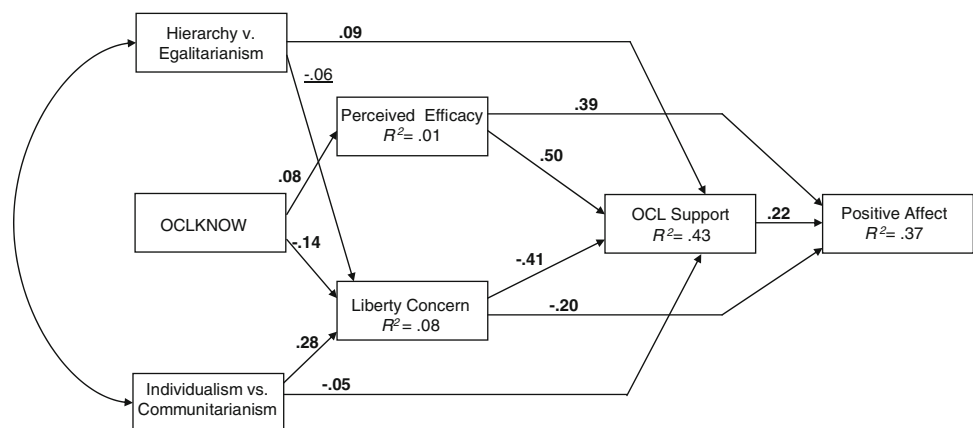 Hierarchy v.
Egalitarianism
.09
-.06
Perceived Efficacy
R²= .01
.39
.50
.08
OCLKNOW
-.14
OCL Support
R²= .43
.22
Positive Affect
R²= .37
-.41
Liberty Concern
R²= .08
-.20
.28
Individualism vs.
Communitarianism
-.05